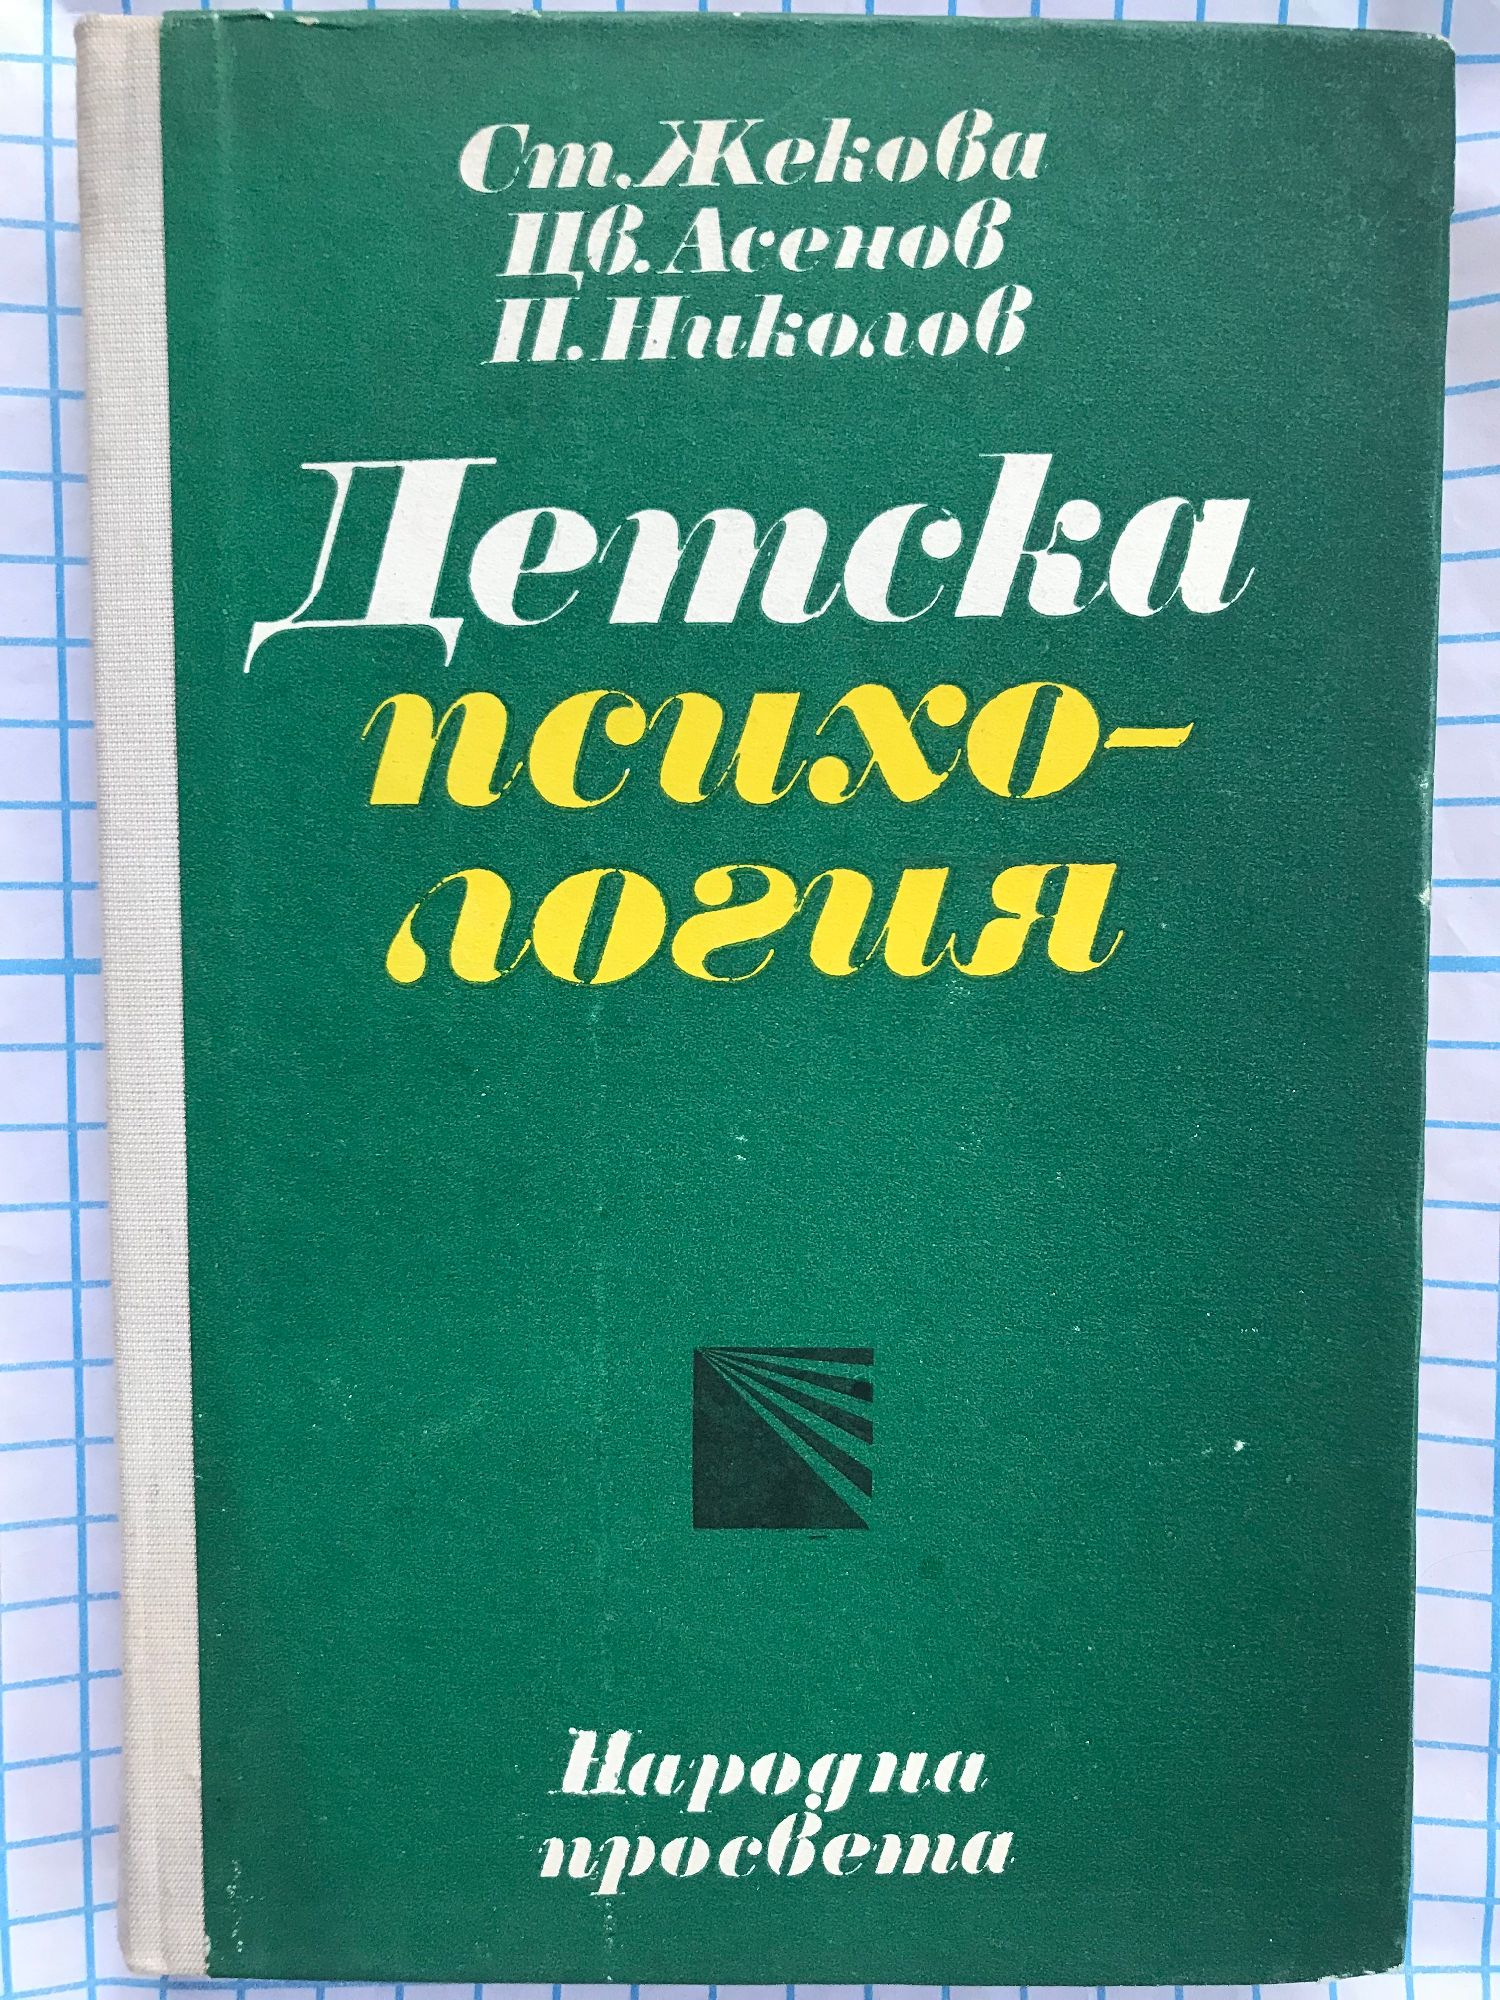 Ст. Жекова
Цв. Асенов
П. Николов
Детска
психо-
логия
Народна
просвета